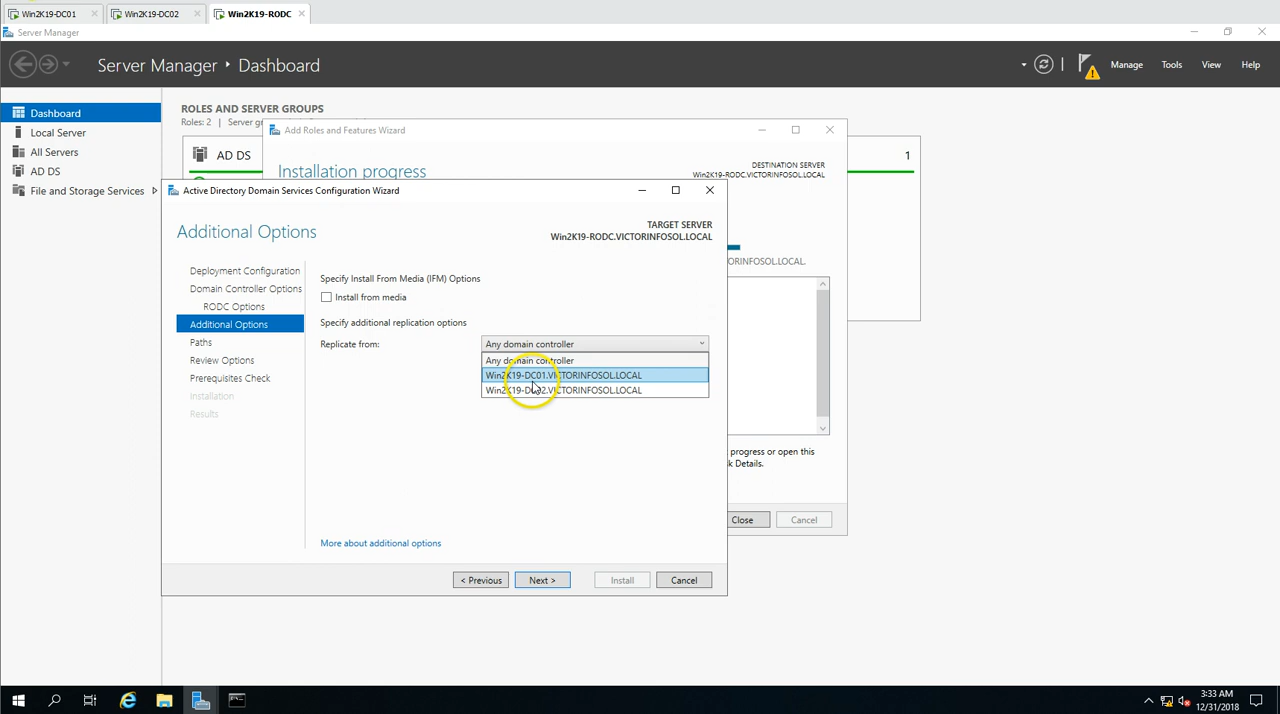 Win2K19-DC01
Win2K19-DC02
Win2K19-RODC
Server Manager
Server Manager
Dashboard
Manage
Tools
View
Help
Dashboard
Local Server
All Servers
AD DS
File and Storage Services
ROLES AND SERVER GROUPS
Roles: 2 | Server
AD DS
1
Add Roles and Features Wizard
Installation progress
DESTINATION SERVER
Win2K19-RODC.VICTORINFOSOL.LOCAL
Active Directory Domain Services Configuration Wizard
Additional Options
TARGET SERVER
Win2K19-RODC.VICTORINFOSOL.LOCAL
Deployment Configuration
Domain Controller Options
RODC Options
Additional Options
Paths
Review Options
Prerequisites Check
Installation
Results
Specify Install From Media (IFM) Options
Install from media
Specify additional replication options
Replicate from:
Any domain controller
Any domain controller
Win2K19-DC01.VICTORINFOSOL.LOCAL
Win2K19-DC02.VICTORINFOSOL.LOCAL
More about additional options
< Previous
Next >
Install
Cancel
TORINFOSOL.LOCAL.
progress or open this
k Details.
Close
Cancel
3:33 AM
12/31/2018